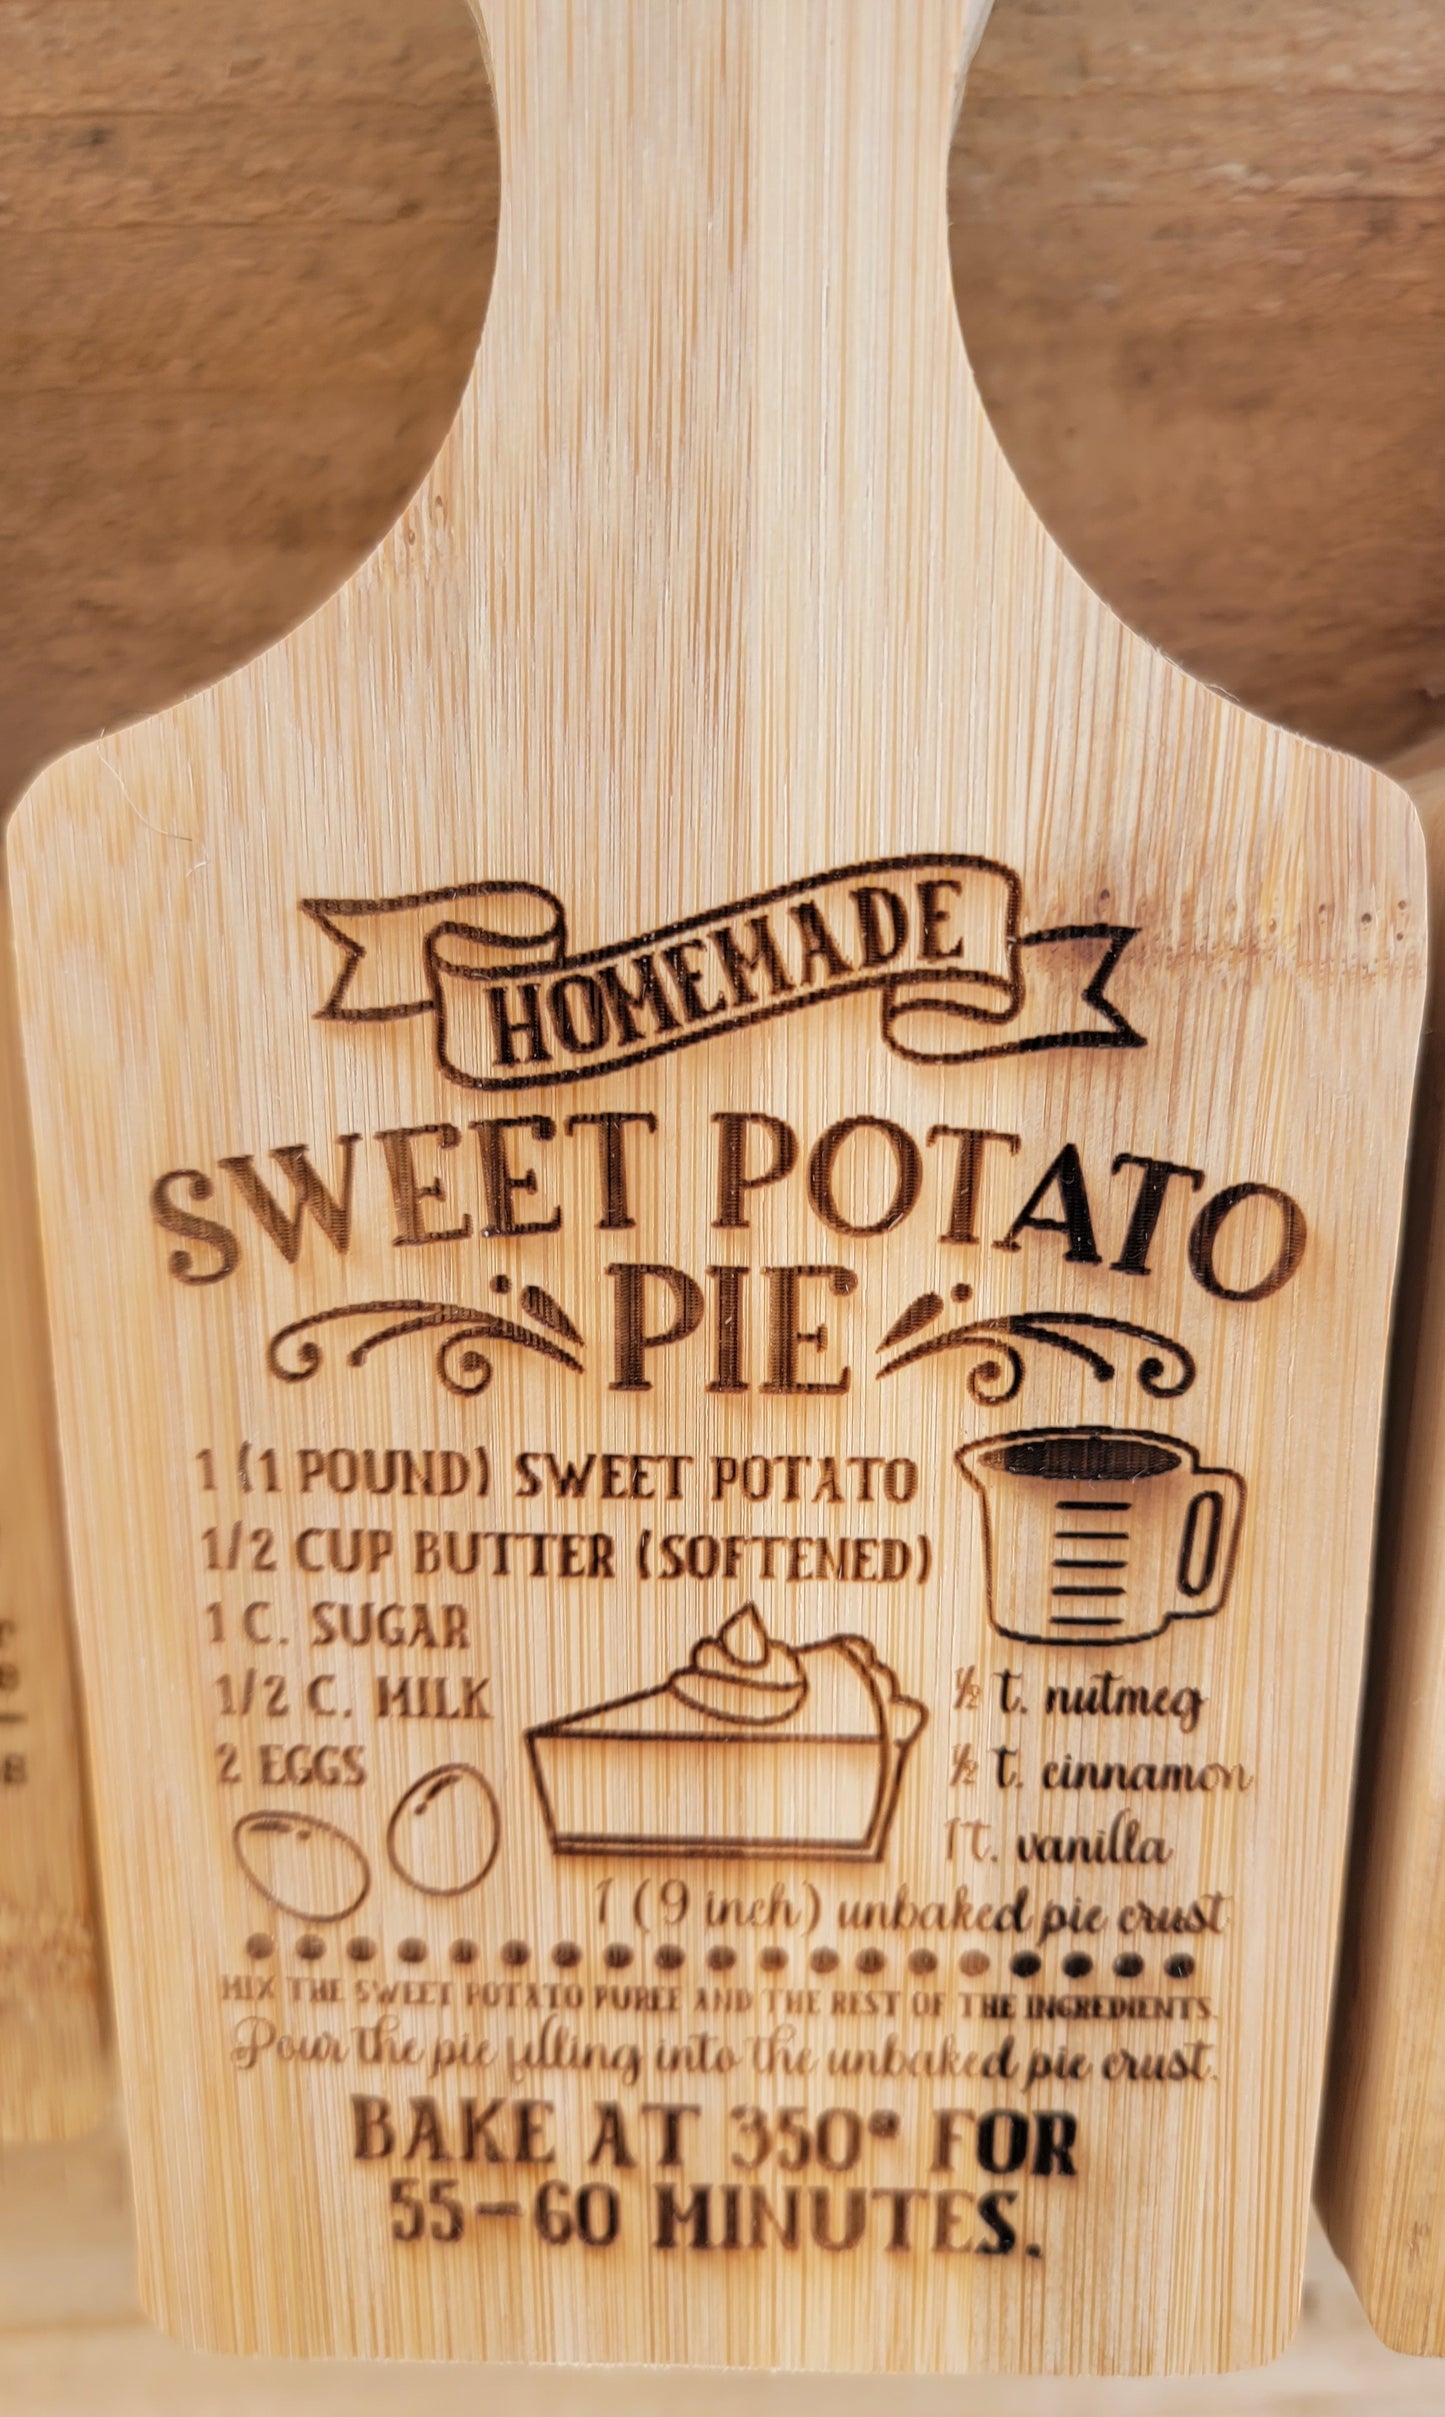 HOMEMADE
SWEET POTATO
PIE
1 (1 POUND) SWEET POTATO
1/2 CUP BUTTER (SOFTENED)
1 C. SUGAR
1/2 C. MILK
2 EGGS
½ t. nutmeg
½ t. cinnamon
1 t. vanilla
1 (9 inch) unbaked pie crust
MIX THE SWEET POTATO PUREE AND THE REST OF THE INGREDIENTS.
Pour the pie filling into the unbaked pie crust.
BAKE AT 350° FOR
55-60 MINUTES.